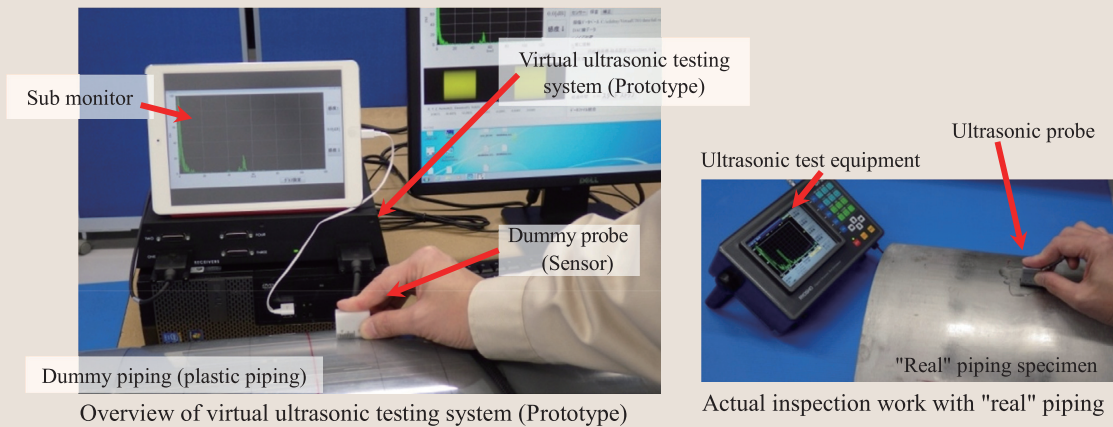 Sub monitor
Virtual ultrasonic testing
system (Prototype)
Dummy probe
(Sensor)
Dummy piping (plastic piping)
Overview of virtual ultrasonic testing system (Prototype)
DELL
Ultrasonic probe
Ultrasonic test equipment
"Real" piping specimen
Actual inspection work with "real" piping